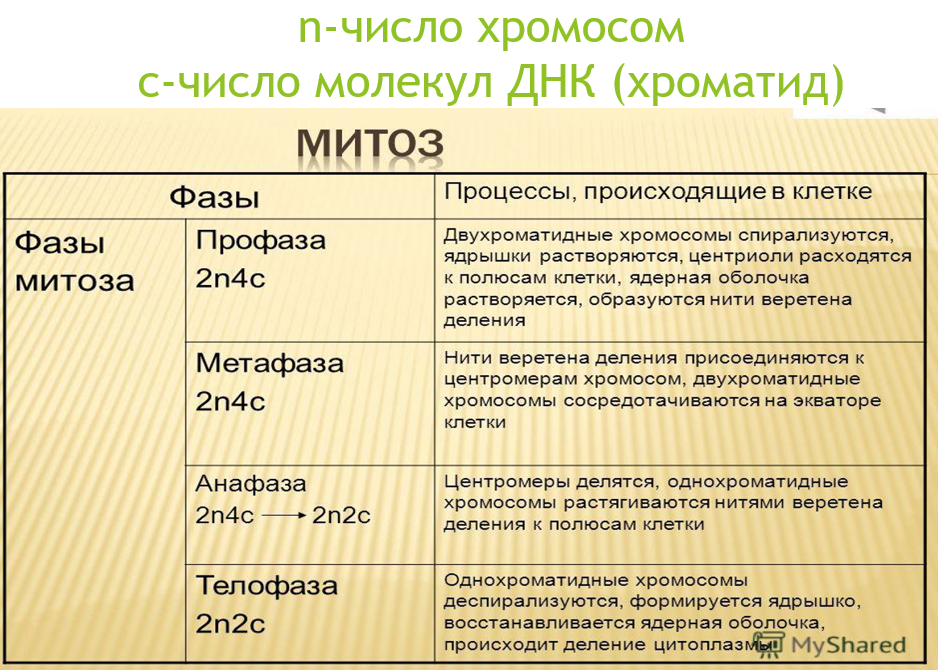 n-число хромосом
с-число молекул ДНК (хроматид)
МИТОЗ
Фазы
Процессы, происходящие в клетке
Фазы
митоза
Профаза
2n4c
Двухроматидные хромосомы спирализуются,
ядрышки растворяются, центриоли расходятся
к полюсам клетки, ядерная оболочка
растворяется, образуются нити веретена
деления
Метафаза
2n4c
Нити веретена деления присоединяются к
центромерам хромосом, двухроматидные
хромосомы сосредотачиваются на экваторе
клетки
Анафаза
2n4c → 2n2c
Центромеры делятся, однохроматидные
хромосомы растягиваются нитями веретена
деления к полюсам клетки
Телофаза
2n2c
Однохроматидные хромосомы
деспирализуются, формируется ядрышко,
восстанавливается ядерная оболочка,
происходит деление цитоплазмы
MyShared